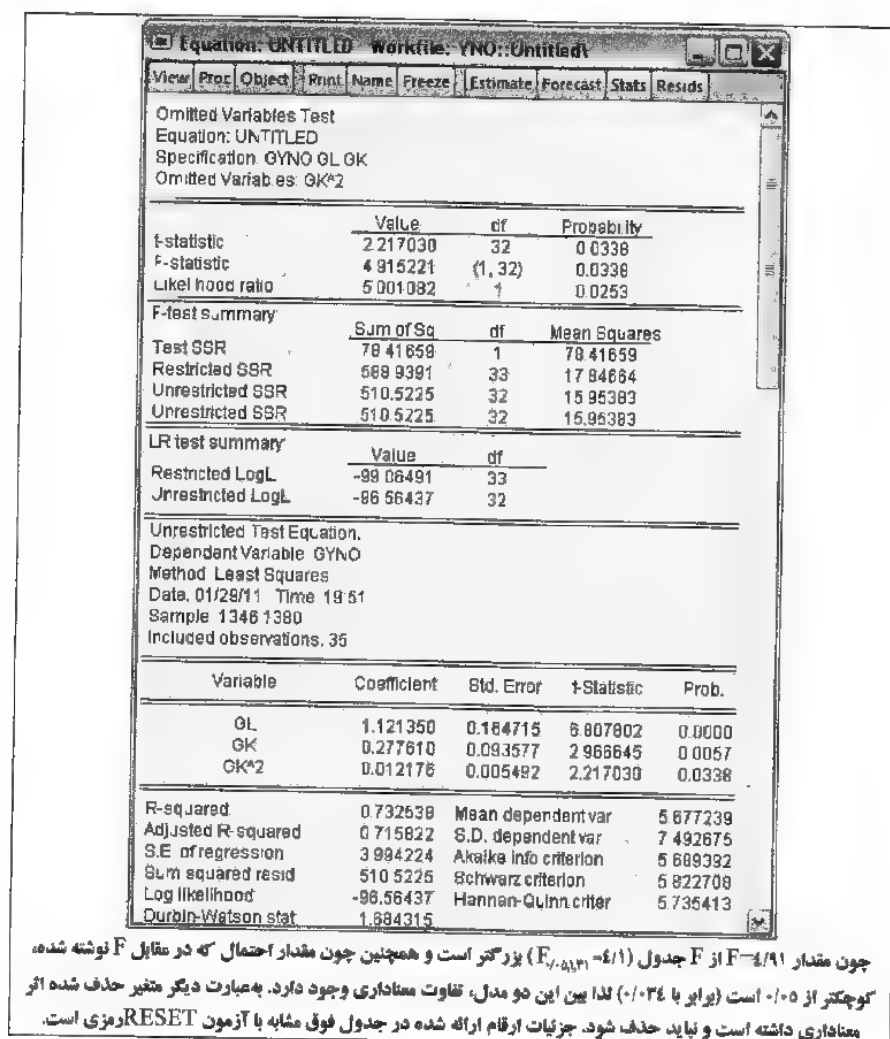 Equation: UNTITLED Workfile: YNO::Untitled\
View Proc Object Print Name Freeze Estimate Forecast Stats Resids
Omitted Variables Test
Equation: UNTITLED
Specification: GYNO GL GK
Omitted Variables: GK^2
Value df Probability
t-statistic 2.217030 32 0.0338
F-statistic 4.915221 (1, 32) 0.0338
Likelihood ratio 5.001082 1 0.0253
F-test summary:
Sum of Sq. df Mean Squares
Test SSR 78.41659 1 78.41659
Restricted SSR 588.9391 33 17.84664
Unrestricted SSR 510.5225 32 15.95383
Unrestricted SSR 510.5225 32 15.95383
LR test summary:
Value df
Restricted LogL -99.06491 33
Unrestricted LogL -96.56437 32
Unrestricted Test Equation:
Dependent Variable: GYNO
Method: Least Squares
Date: 01/29/11 Time: 19:51
Sample: 1346 1380
Included observations: 35
Variable Coefficient Std. Error t-Statistic Prob.
GL 1.121350 0.164715 6.807802 0.0000
GK 0.277610 0.093577 2.966645 0.0057
GK^2 0.012176 0.005492 2.217030 0.0338
R-squared 0.732538 Mean dependent var 5.677239
Adjusted R-squared 0.715822 S.D. dependent var 7.492675
S.E. of regression 3.994224 Akaike info criterion 5.689392
Sum squared resid 510.5225 Schwarz criterion 5.822708
Log likelihood -96.56437 Hannan-Quinn criter. 5.735413
Durbin-Watson stat 1.684315
چون مقدار F=٤/٩١ از F جدول (F٠/٠٥,١,٣١=٤/١) بزرگتر است و همچنین چون مقدار احتمال که در مقابل F نوشته شده،
کوچکتر از ٠/٠٥ است (برابر با ٠/٠٣٤) لذا بین این دو مدل، تفاوت معناداری وجود دارد. به‌عبارت دیگر متغیر حذف شده اثر
معناداری داشته است و نباید حذف شود. جزئیات ارقام ارائه شده در جدول فوق مشابه با آزمون RESET رمزی است.